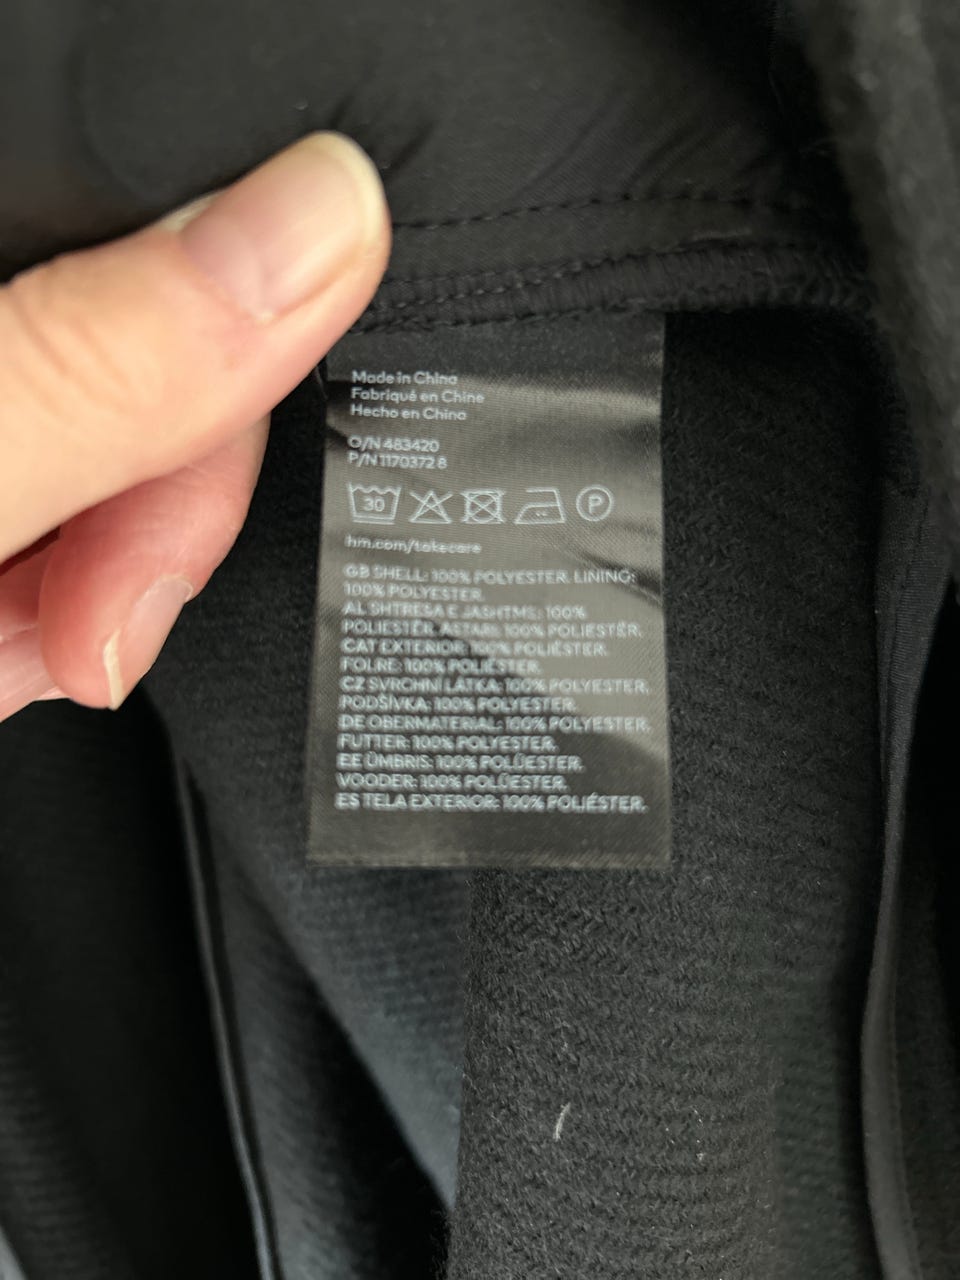 Made in China
Fabriqué en Chine
Hecho en China
O/N 483420
P/N 1170372 8
30
P
hm.com/takecare
GB SHELL: 100% POLYESTER. LINING:
100% POLYESTER.
AL SHTRESA E JASHTME: 100%
POLIESTËR. ASTARI: 100% POLIESTËR.
CAT EXTERIOR: 100% POLIÈSTER.
FOLRE: 100% POLIÈSTER.
CZ SVRCHNÍ LÁTKA: 100% POLYESTER.
PODŠÍVKA: 100% POLYESTER.
DE OBERMATERIAL: 100% POLYESTER.
FUTTER: 100% POLYESTER.
EE ÜMBRIS: 100% POLÜESTER.
VOODER: 100% POLÜESTER.
ES TELA EXTERIOR: 100% POLIÉSTER.